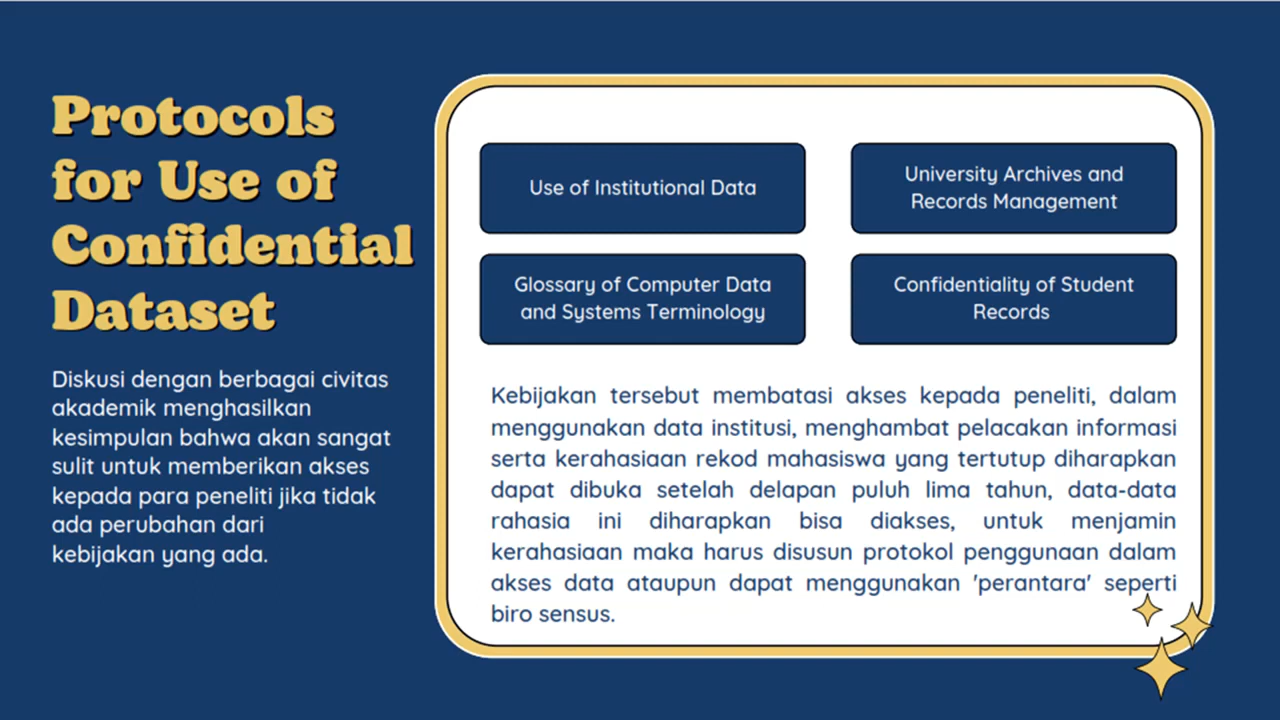 Protocols
for Use of
Confidential
Dataset
Diskusi dengan berbagai civitas
akademik menghasilkan
kesimpulan bahwa akan sangat
sulit untuk memberikan akses
kepada para peneliti jika tidak
ada perubahan dari
kebijakan yang ada.
Use of Institutional Data
University Archives and
Records Management
Glossary of Computer Data
and Systems Terminology
Confidentiality of Student
Records
Kebijakan tersebut membatasi akses kepada peneliti, dalam
menggunakan data institusi, menghambat pelacakan informasi
serta kerahasiaan rekod mahasiswa yang tertutup diharapkan
dapat dibuka setelah delapan puluh lima tahun, data-data
rahasia ini diharapkan bisa diakses, untuk menjamin
kerahasiaan maka harus disusun protokol penggunaan dalam
akses data ataupun dapat menggunakan 'perantara' seperti
biro sensus.